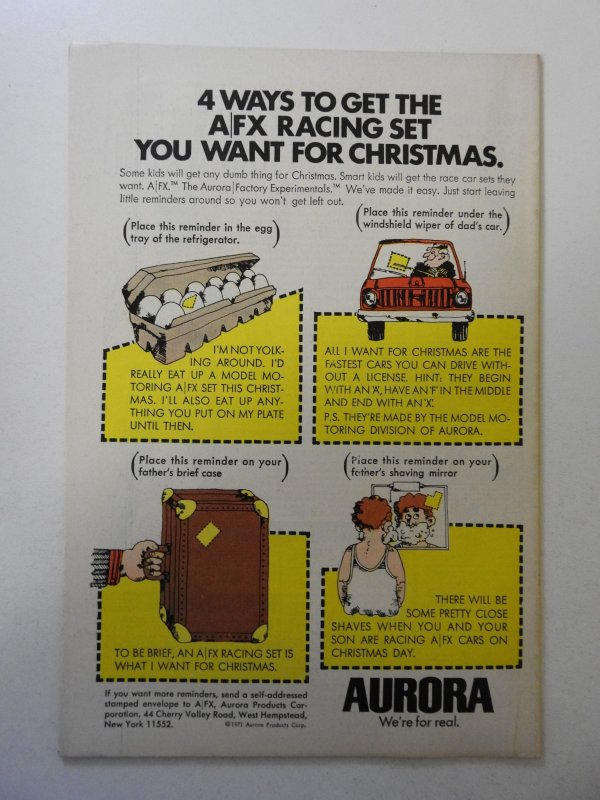 4 WAYS TO GET THE
A|FX RACING SET
YOU WANT FOR CHRISTMAS.
Some kids will get any dumb thing for Christmas. Smart kids will get the race car sets they
want. A|FX.™ The Aurora|Factory Experimentals.™ We've made it easy. Just start leaving
little reminders around so you won't get left out.
(Place this reminder in the egg
tray of the refrigerator.)
I'M NOT YOLK-
ING AROUND. I'D
REALLY EAT UP A MODEL MO-
TORING A|FX SET THIS CHRIST-
MAS. I'LL ALSO EAT UP ANY-
THING YOU PUT ON MY PLATE
UNTIL THEN.
(Place this reminder under the
windshield wiper of dad's car.)
ALL I WANT FOR CHRISTMAS ARE THE
FASTEST CARS YOU CAN DRIVE WITH-
OUT A LICENSE. HINT: THEY BEGIN
WITH AN 'A', HAVE AN 'F' IN THE MIDDLE
AND END WITH AN 'X'.
P.S. THEY'RE MADE BY THE MODEL MO-
TORING DIVISION OF AURORA.
(Place this reminder on your
father's brief case)
TO BE BRIEF, AN A|FX RACING SET IS
WHAT I WANT FOR CHRISTMAS.
(Place this reminder on your
father's shaving mirror)
THERE WILL BE
SOME PRETTY CLOSE
SHAVES WHEN YOU AND YOUR
SON ARE RACING A|FX CARS ON
CHRISTMAS DAY.
If you want more reminders, send a self-addressed
stamped envelope to A|FX, Aurora Products Cor-
poration, 44 Cherry Valley Road, West Hempstead,
New York 11552. ©1971 Aurora Products Corp.
AURORA
We're for real.